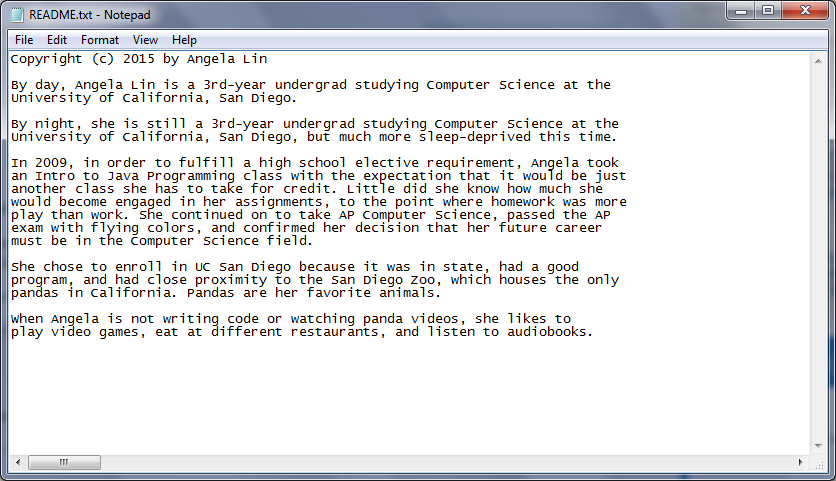 README.txt - Notepad
File Edit Format View Help
Copyright (c) 2015 by Angela Lin
By day, Angela Lin is a 3rd-year undergrad studying Computer Science at the
University of California, San Diego.
By night, she is still a 3rd-year undergrad studying Computer Science at the
University of California, San Diego, but much more sleep-deprived this time.
In 2009, in order to fulfill a high school elective requirement, Angela took
an Intro to Java Programming class with the expectation that it would be just
another class she has to take for credit. Little did she know how much she
would become engaged in her assignments, to the point where homework was more
play than work. She continued on to take AP Computer Science, passed the AP
exam with flying colors, and confirmed her decision that her future career
must be in the Computer Science field.
She chose to enroll in UC San Diego because it was in state, had a good
program, and had close proximity to the San Diego Zoo, which houses the only
pandas in California. Pandas are her favorite animals.
When Angela is not writing code or watching panda videos, she likes to
play video games, eat at different restaurants, and listen to audiobooks.